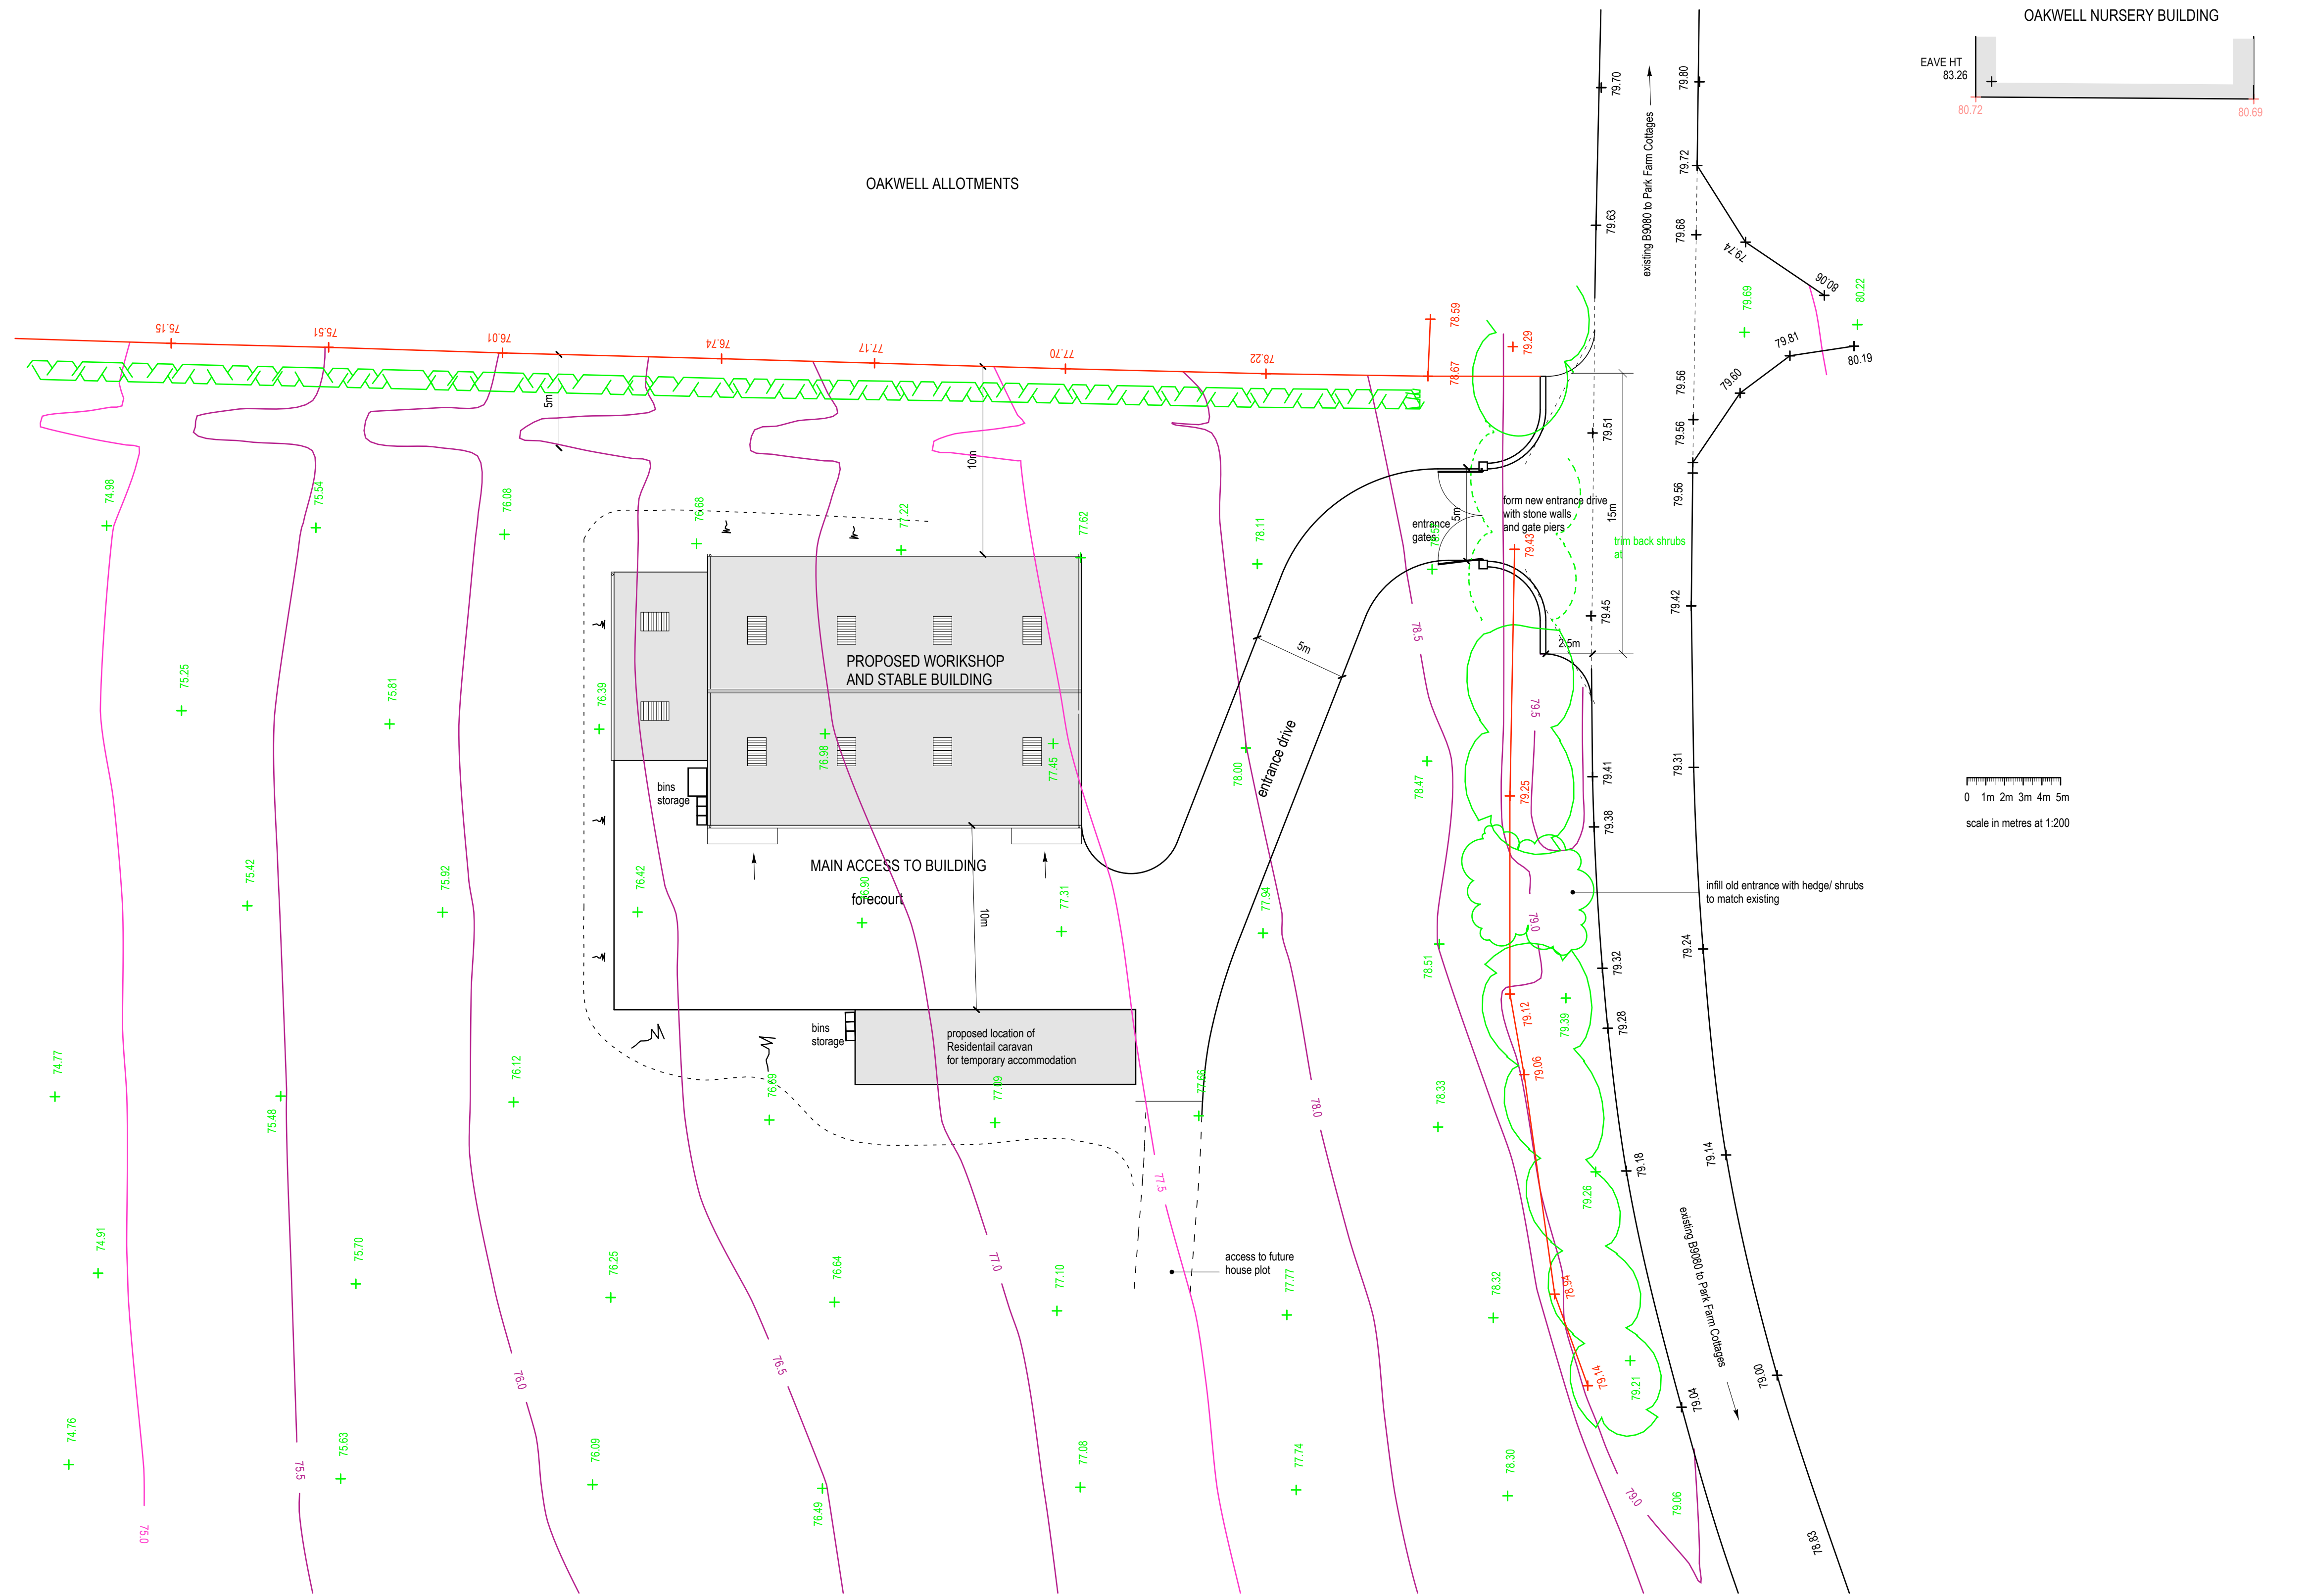 OAKWELL NURSERY BUILDING
EAVE HT
83.26
80.72
80.69
79.70
79.80
existing B9080 to Park Farm Cottages
OAKWELL ALLOTMENTS
79.72
79.63
79.68
79.74
80.06
79.69
80.22
75.15
75.51
76.01
76.74
77.17
77.70
78.22
78.59
78.67
79.29
79.81
80.19
79.60
79.56
79.56
79.56
79.51
5m
10m
5m
15m
74.98
75.54
76.08
76.68
77.22
77.62
78.11
entrance
gates
form new entrance drive
with stone walls
and gate piers
79.43
trim back shrubs
at
79.42
79.45
2.5m
78.5
5m
PROPOSED WORIKSHOP
AND STABLE BUILDING
75.25
75.81
76.39
76.98
77.45
78.00
entrance drive
78.47
79.5
79.25
79.41
79.31
79.38
bins
storage
0 1m 2m 3m 4m 5m
scale in metres at 1:200
MAIN ACCESS TO BUILDING
forecourt
75.42
75.92
76.42
76.90
77.31
77.94
10m
79.0
infill old entrance with hedge/ shrubs
to match existing
79.24
78.51
79.32
79.12
79.39
79.28
bins
storage
proposed location of
Residentail caravan
for temporary accommodation
74.77
75.48
76.12
76.69
77.09
77.66
78.0
78.33
79.06
79.14
79.18
79.26
77.5
existing B9080 to Park Farm Cottages
74.91
75.70
76.25
76.64
77.0
77.10
access to future
house plot
77.77
78.32
78.94
76.0
76.5
79.14
79.21
79.04
79.00
74.76
75.5
75.63
76.09
76.49
77.08
77.74
78.30
79.0
79.06
75.0
78.83